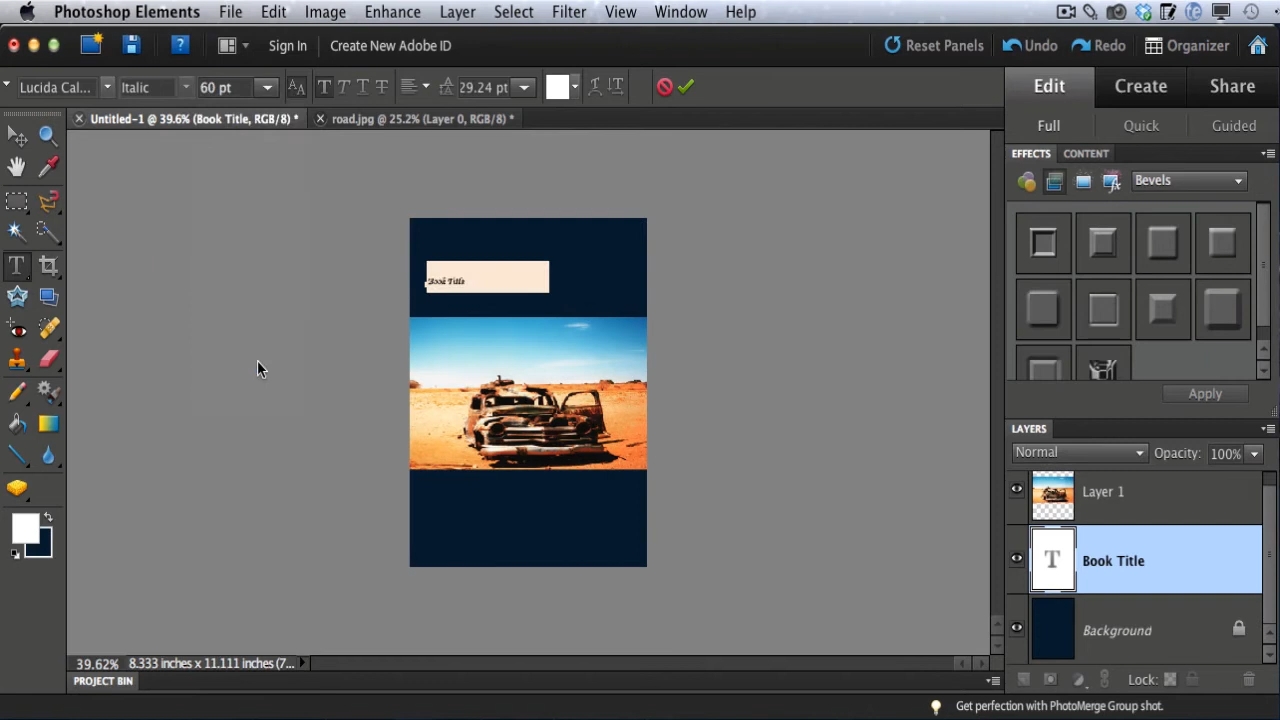 Photoshop Elements File Edit Image Enhance Layer Select Filter View Window Help
Sign In Create New Adobe ID Reset Panels Undo Redo Organizer
Lucida Cal... Italic 60 pt 29.24 pt Edit Create Share
Untitled-1 @ 39.6% (Book Title, RGB/8) * road.jpg @ 25.2% (Layer 0, RGB/8) *
Full Quick Guided
EFFECTS CONTENT
Bevels
Book Title
Apply
LAYERS
Normal Opacity: 100%
Layer 1
T Book Title
Background
39.62% 8.333 inches x 11.111 inches (7...
Lock:
PROJECT BIN
Get perfection with PhotoMerge Group shot.